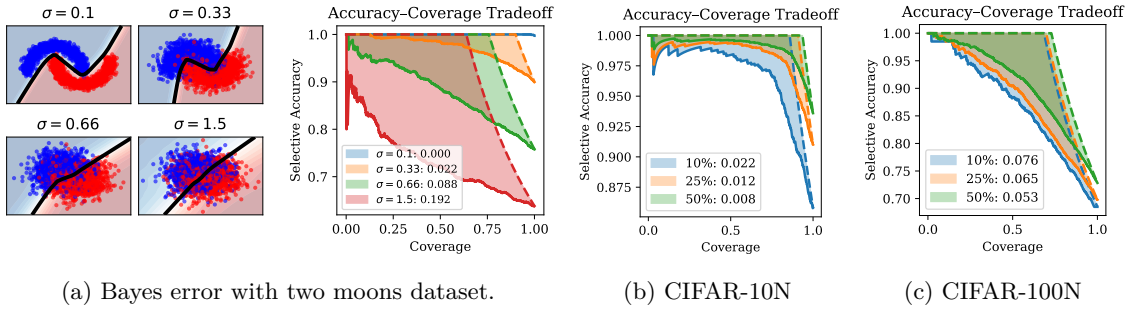 σ = 0.1
σ = 0.33
σ = 0.66
σ = 1.5
Accuracy–Coverage Tradeoff
Selective Accuracy
1.0
0.9
0.8
0.7
σ = 0.1: 0.000
σ = 0.33: 0.022
σ = 0.66: 0.088
σ = 1.5: 0.192
0.00 0.25 0.50 0.75 1.00
Coverage
(a) Bayes error with two moons dataset.
Accuracy–Coverage Tradeoff
Selective Accuracy
1.000
0.975
0.950
0.925
0.900
0.875
10%: 0.022
25%: 0.012
50%: 0.008
0.0 0.5 1.0
Coverage
(b) CIFAR-10N
Accuracy–Coverage Tradeoff
Selective Accuracy
1.00
0.95
0.90
0.85
0.80
0.75
0.70
10%: 0.076
25%: 0.065
50%: 0.053
0.0 0.5 1.0
Coverage
(c) CIFAR-100N